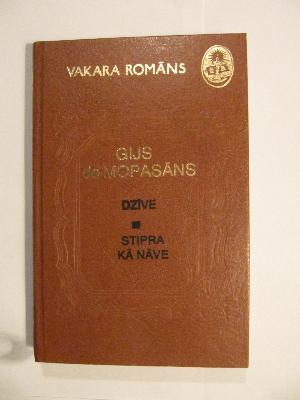 VAKARA ROMĀNS
GIJS
de MOPASĀNS
DZĪVE
STIPRA
KĀ NĀVE